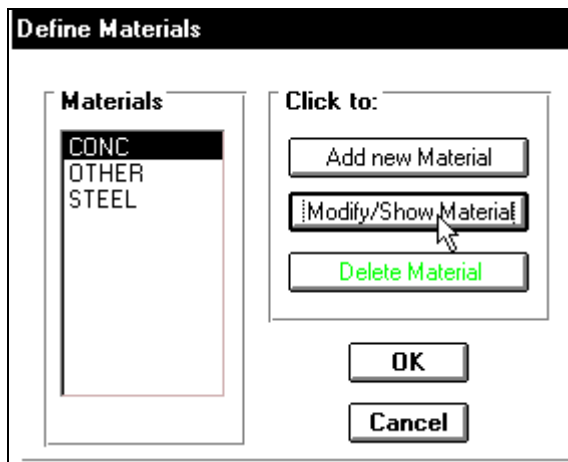 Define Materials
Materials
CONC
OTHER
STEEL
Click to:
Add new Material
Modify/Show Material
Delete Material
OK
Cancel